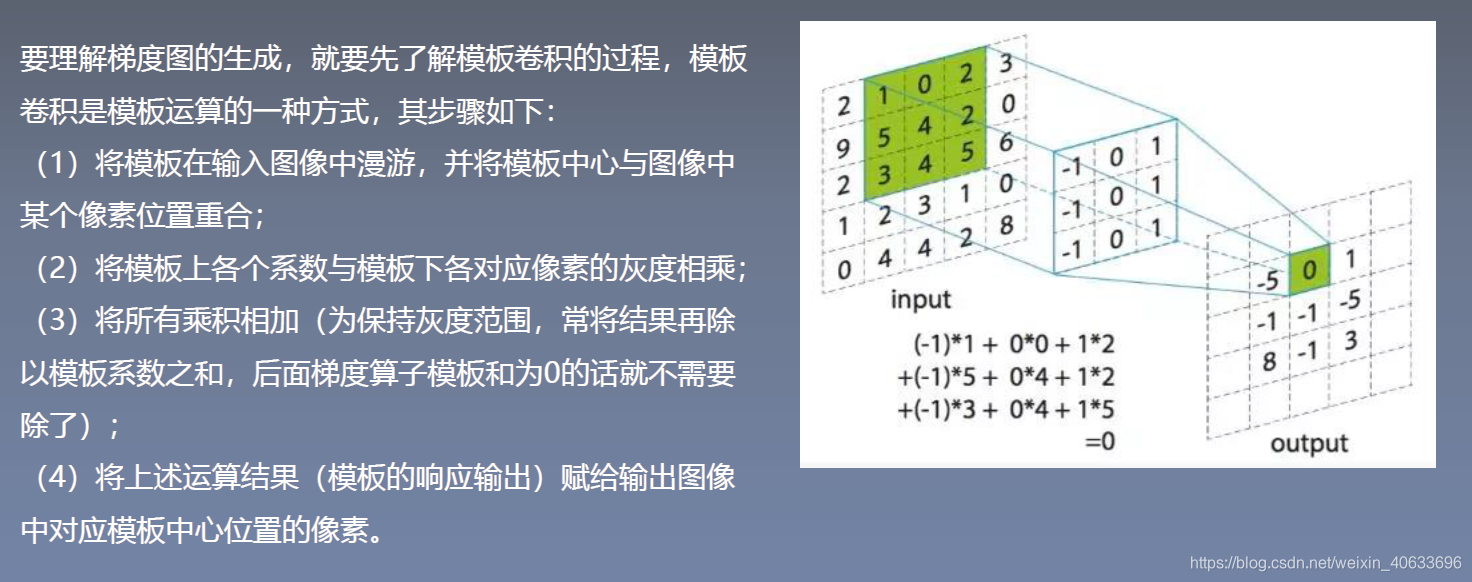 要理解梯度图的生成，就要先了解模板卷积的过程，模板
卷积是模板运算的一种方式，其步骤如下：
（1）将模板在输入图像中漫游，并将模板中心与图像中
某个像素位置重合；
（2）将模板上各个系数与模板下各对应像素的灰度相乘；
（3）将所有乘积相加（为保持灰度范围，常将结果再除
以模板系数之和，后面梯度算子模板和为0的话就不需要
除了）；
（4）将上述运算结果（模板的响应输出）赋给输出图像
中对应模板中心位置的像素。
2 1 0 2 3
9 5 4 2 0
2 3 4 5 6
1 2 3 1 0
0 4 4 2 8
input
-1 0 1
-1 0 1
-1 0 1
(-1)*1 + 0*0 + 1*2
+(-1)*5 + 0*4 + 1*2
+(-1)*3 + 0*4 + 1*5
=0
-5 0 1
-1 -1 -5
8 -1 3
output
https://blog.csdn.net/weixin_40633696